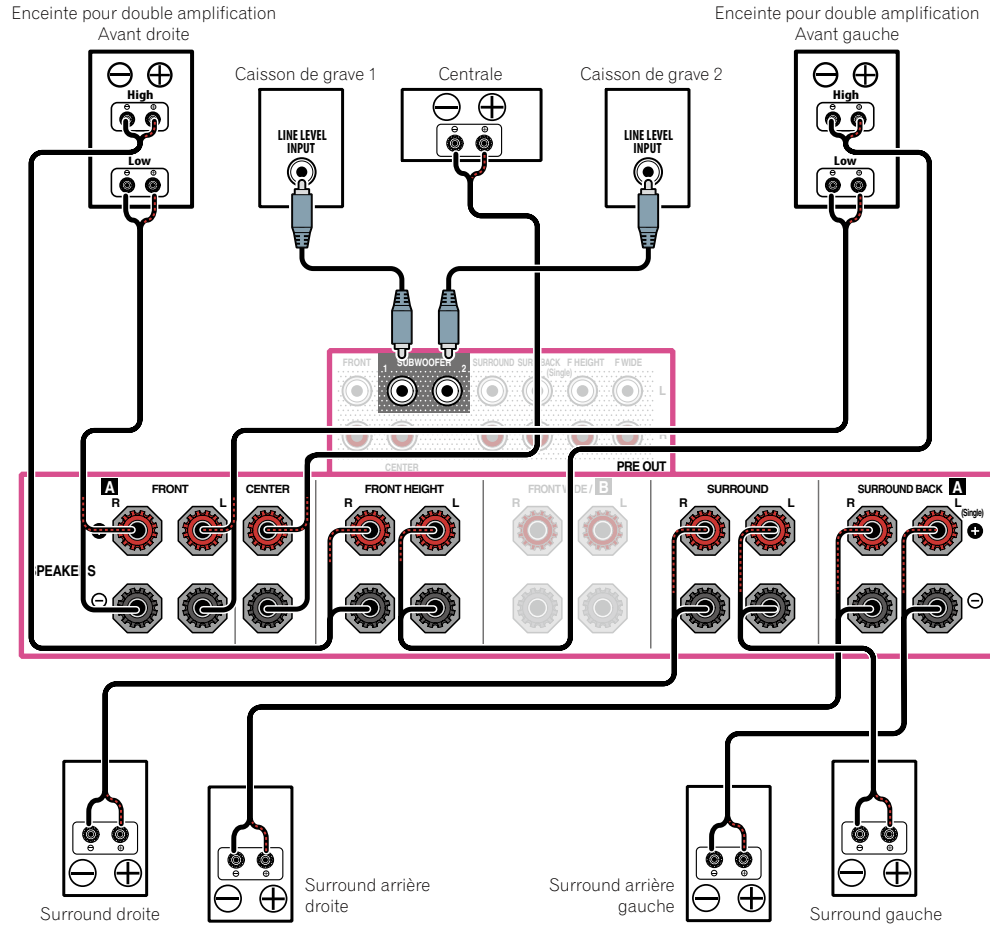 Enceinte pour double amplification
Avant droite
Enceinte pour double amplification
Avant gauche
Caisson de grave 1
Centrale
Caisson de grave 2
High
Low
LINE LEVEL
INPUT
LINE LEVEL
INPUT
High
Low
FRONT
SUBWOOFER
SURROUND
SURR BACK
F HEIGHT
F WIDE
1
2
(Single)
L
R
CENTER
PRE OUT
A
FRONT
CENTER
FRONT HEIGHT
FRONT WIDE / B
SURROUND
SURROUND BACK A
R
L
R
L
R
L
R
L
R
L
(Single)
SPEAKERS
Surround droite
Surround arrière
droite
Surround arrière
gauche
Surround gauche